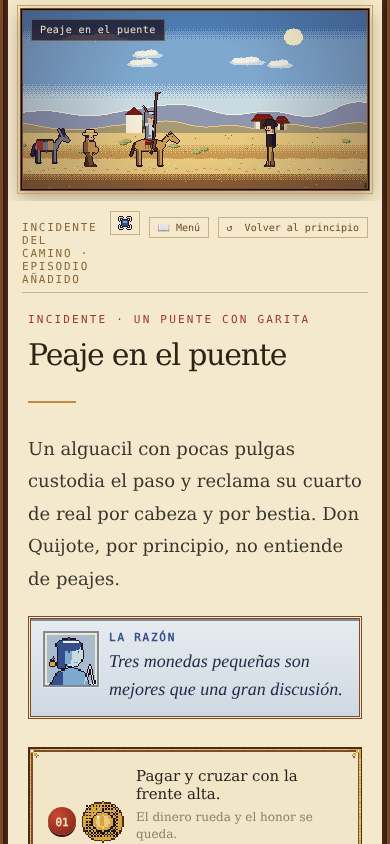 Peaje en el puente
INCIDENTE
DEL
CAMINO ·
EPISODIO
AÑADIDO
📖 Menú
↺ Volver al principio
INCIDENTE · UN PUENTE CON GARITA
Peaje en el puente
Un alguacil con pocas pulgas
custodia el paso y reclama su cuarto
de real por cabeza y por bestia. Don
Quijote, por principio, no entiende
de peajes.
LA RAZÓN
Tres monedas pequeñas son
mejores que una gran discusión.
01
Pagar y cruzar con la
frente alta.
El dinero rueda y el honor se
queda.